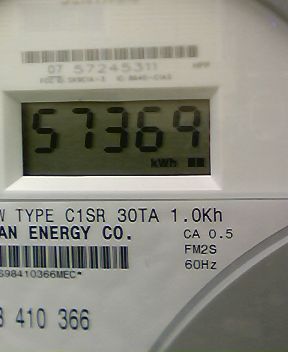 07 57245311
57369
kWh
W TYPE C1SR 30TA 1.0Kh
AN ENERGY CO. CA 0.5
FM2S
60Hz
S98410366MEC*
8 410 366